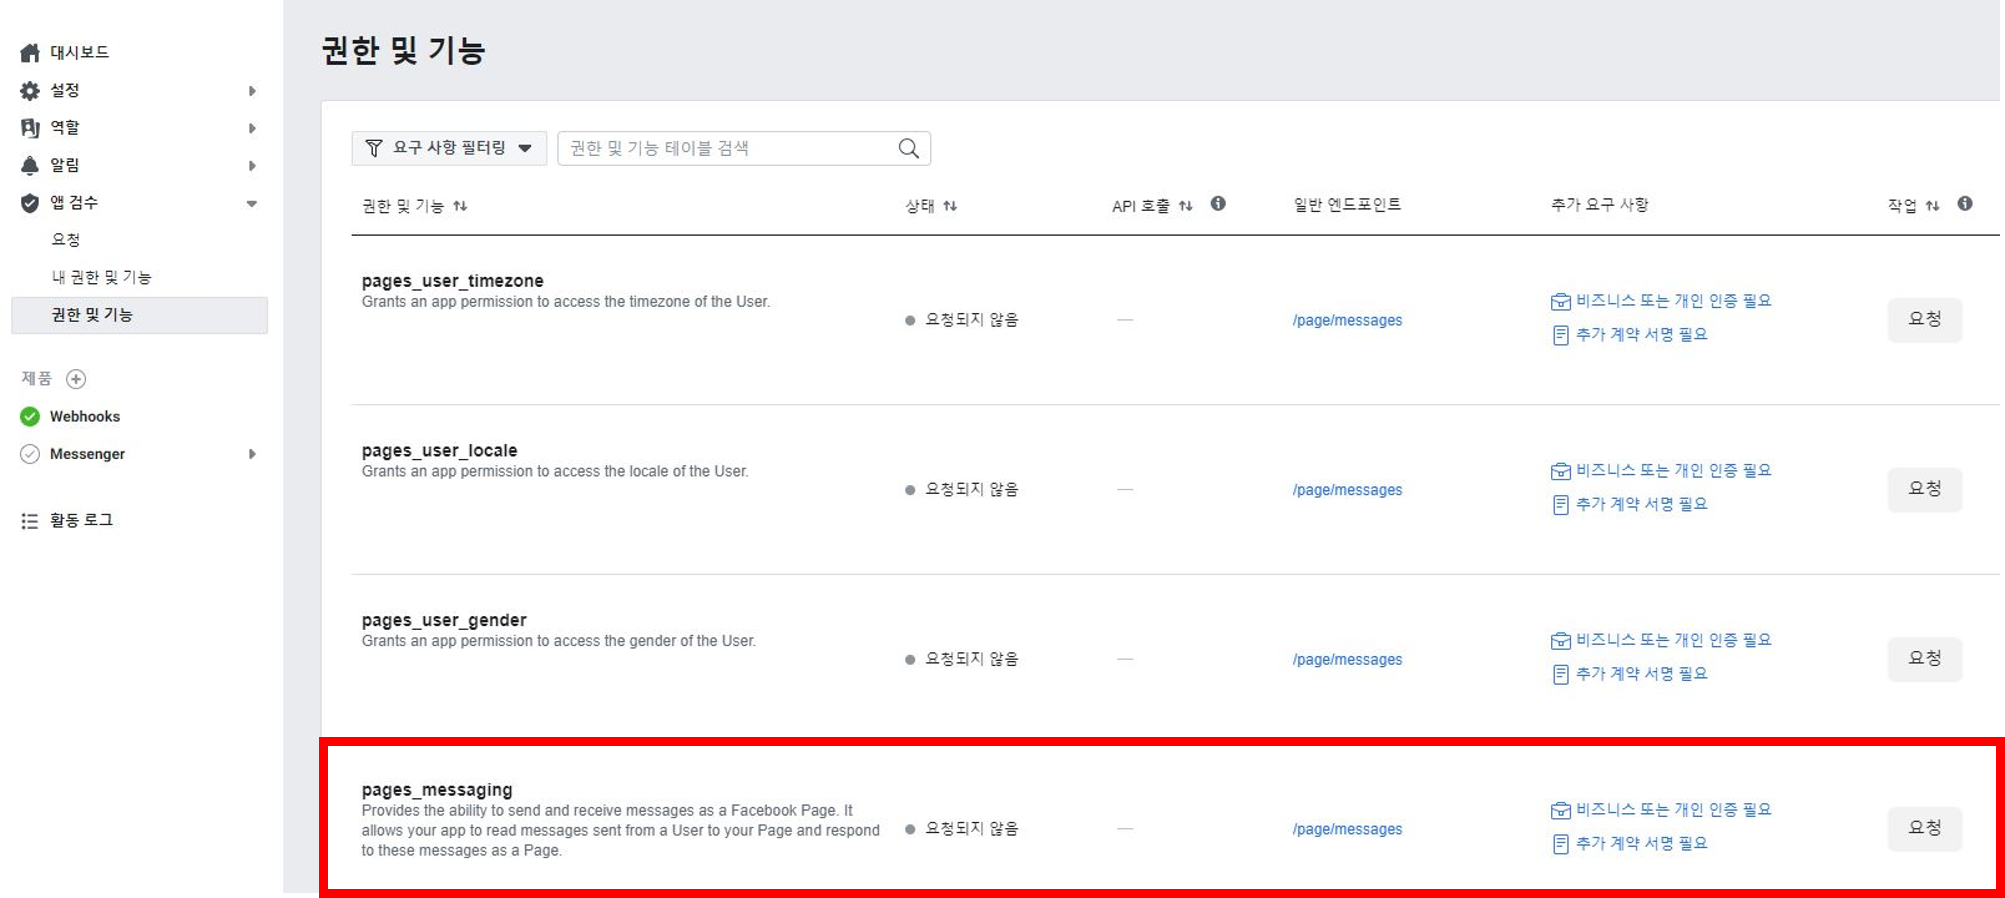 대시보드
설정
역할
알림
앱 검수
요청
내 권한 및 기능
권한 및 기능
제품
Webhooks
Messenger
활동 로그
권한 및 기능
요구 사항 필터링
권한 및 기능 테이블 검색
권한 및 기능 상태 API 호출 일반 엔드포인트 추가 요구 사항 작업
pages_user_timezone
Grants an app permission to access the timezone of the User.
요청되지 않음
—
/page/messages
비즈니스 또는 개인 인증 필요
추가 계약 서명 필요
요청
pages_user_locale
Grants an app permission to access the locale of the User.
요청되지 않음
—
/page/messages
비즈니스 또는 개인 인증 필요
추가 계약 서명 필요
요청
pages_user_gender
Grants an app permission to access the gender of the User.
요청되지 않음
—
/page/messages
비즈니스 또는 개인 인증 필요
추가 계약 서명 필요
요청
pages_messaging
Provides the ability to send and receive messages as a Facebook Page. It
allows your app to read messages sent from a User to your Page and respond
to these messages as a Page.
요청되지 않음
—
/page/messages
비즈니스 또는 개인 인증 필요
추가 계약 서명 필요
요청